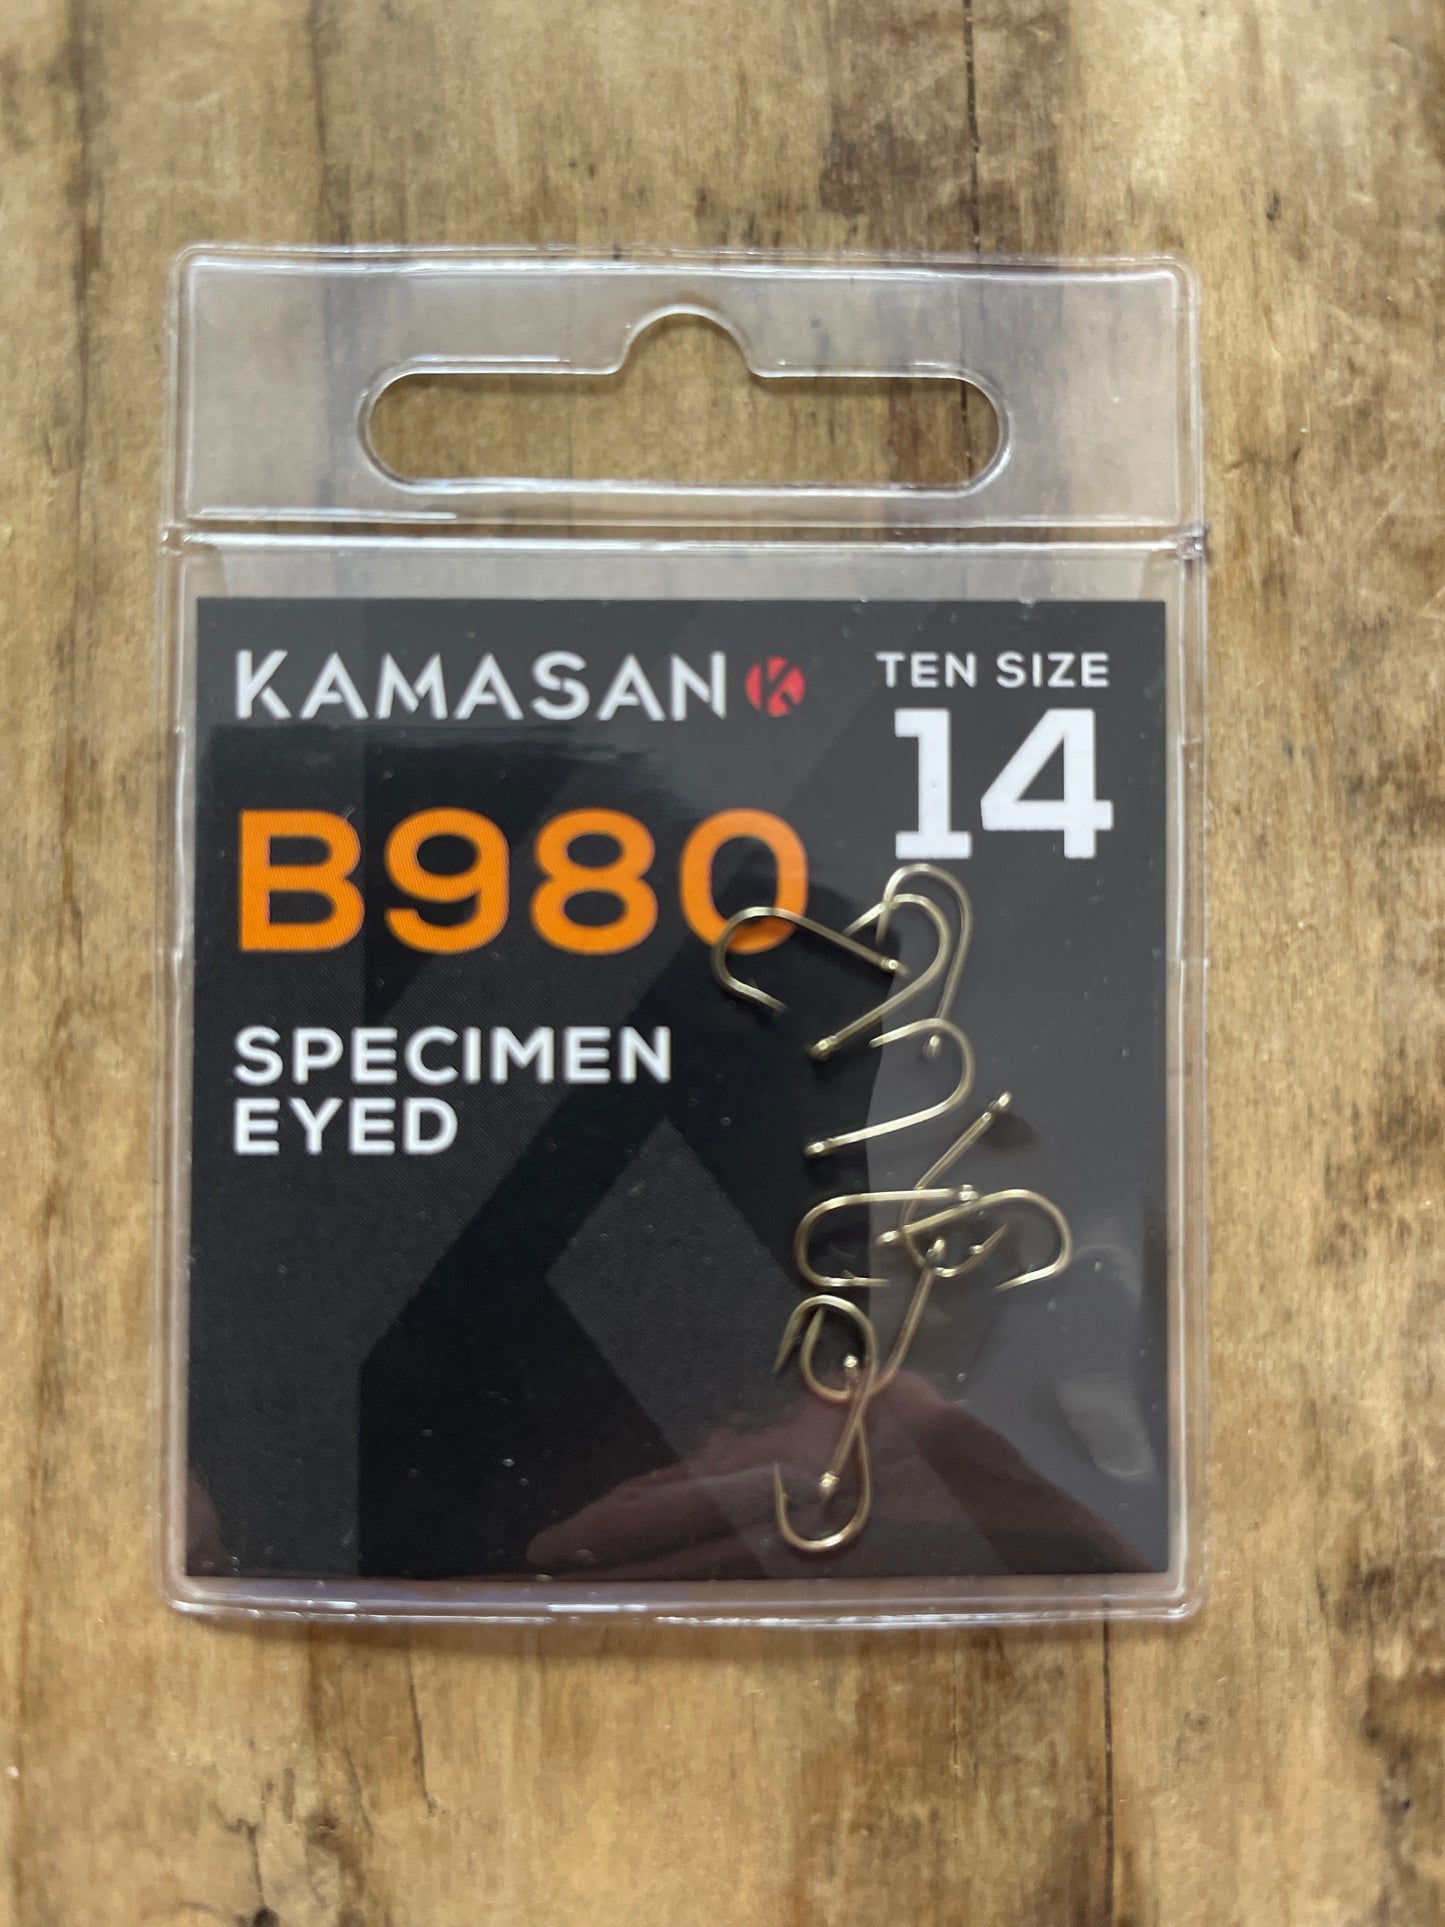 KAMASAN
TEN SIZE
14
B980
SPECIMEN
EYED